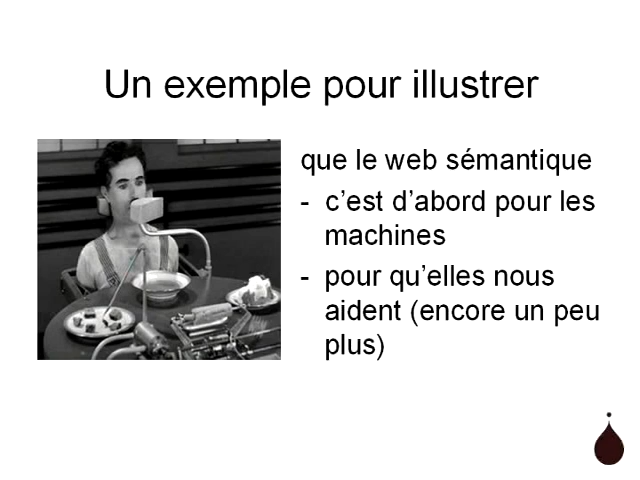 Un exemple pour illustrer
que le web sémantique
- c’est d’abord pour les
machines
- pour qu’elles nous
aident (encore un peu
plus)